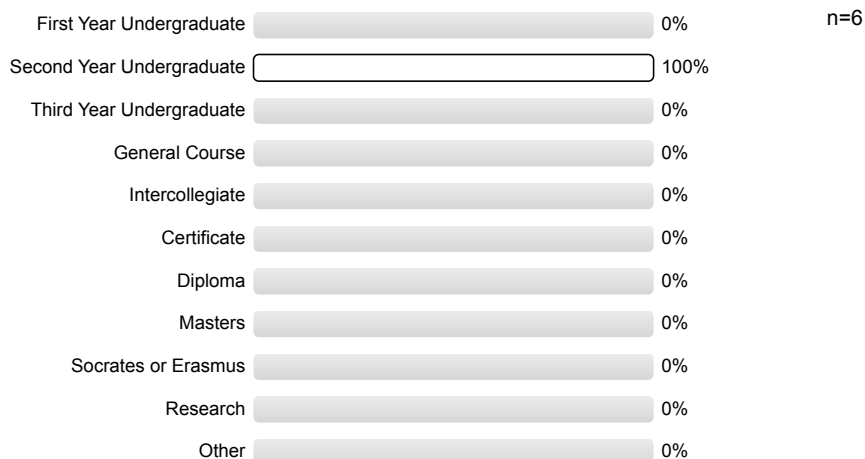 First Year Undergraduate 0% n=6
Second Year Undergraduate 100%
Third Year Undergraduate 0%
General Course 0%
Intercollegiate 0%
Certificate 0%
Diploma 0%
Masters 0%
Socrates or Erasmus 0%
Research 0%
Other 0%